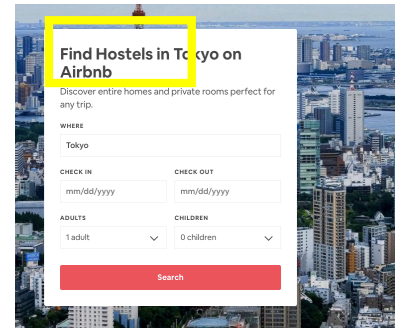 Find Hostels in Tokyo on
Airbnb
Discover entire homes and private rooms perfect for
any trip.
WHERE
Tokyo
CHECK IN CHECK OUT
mm/dd/yyyy mm/dd/yyyy
ADULTS CHILDREN
1 adult 0 children
Search